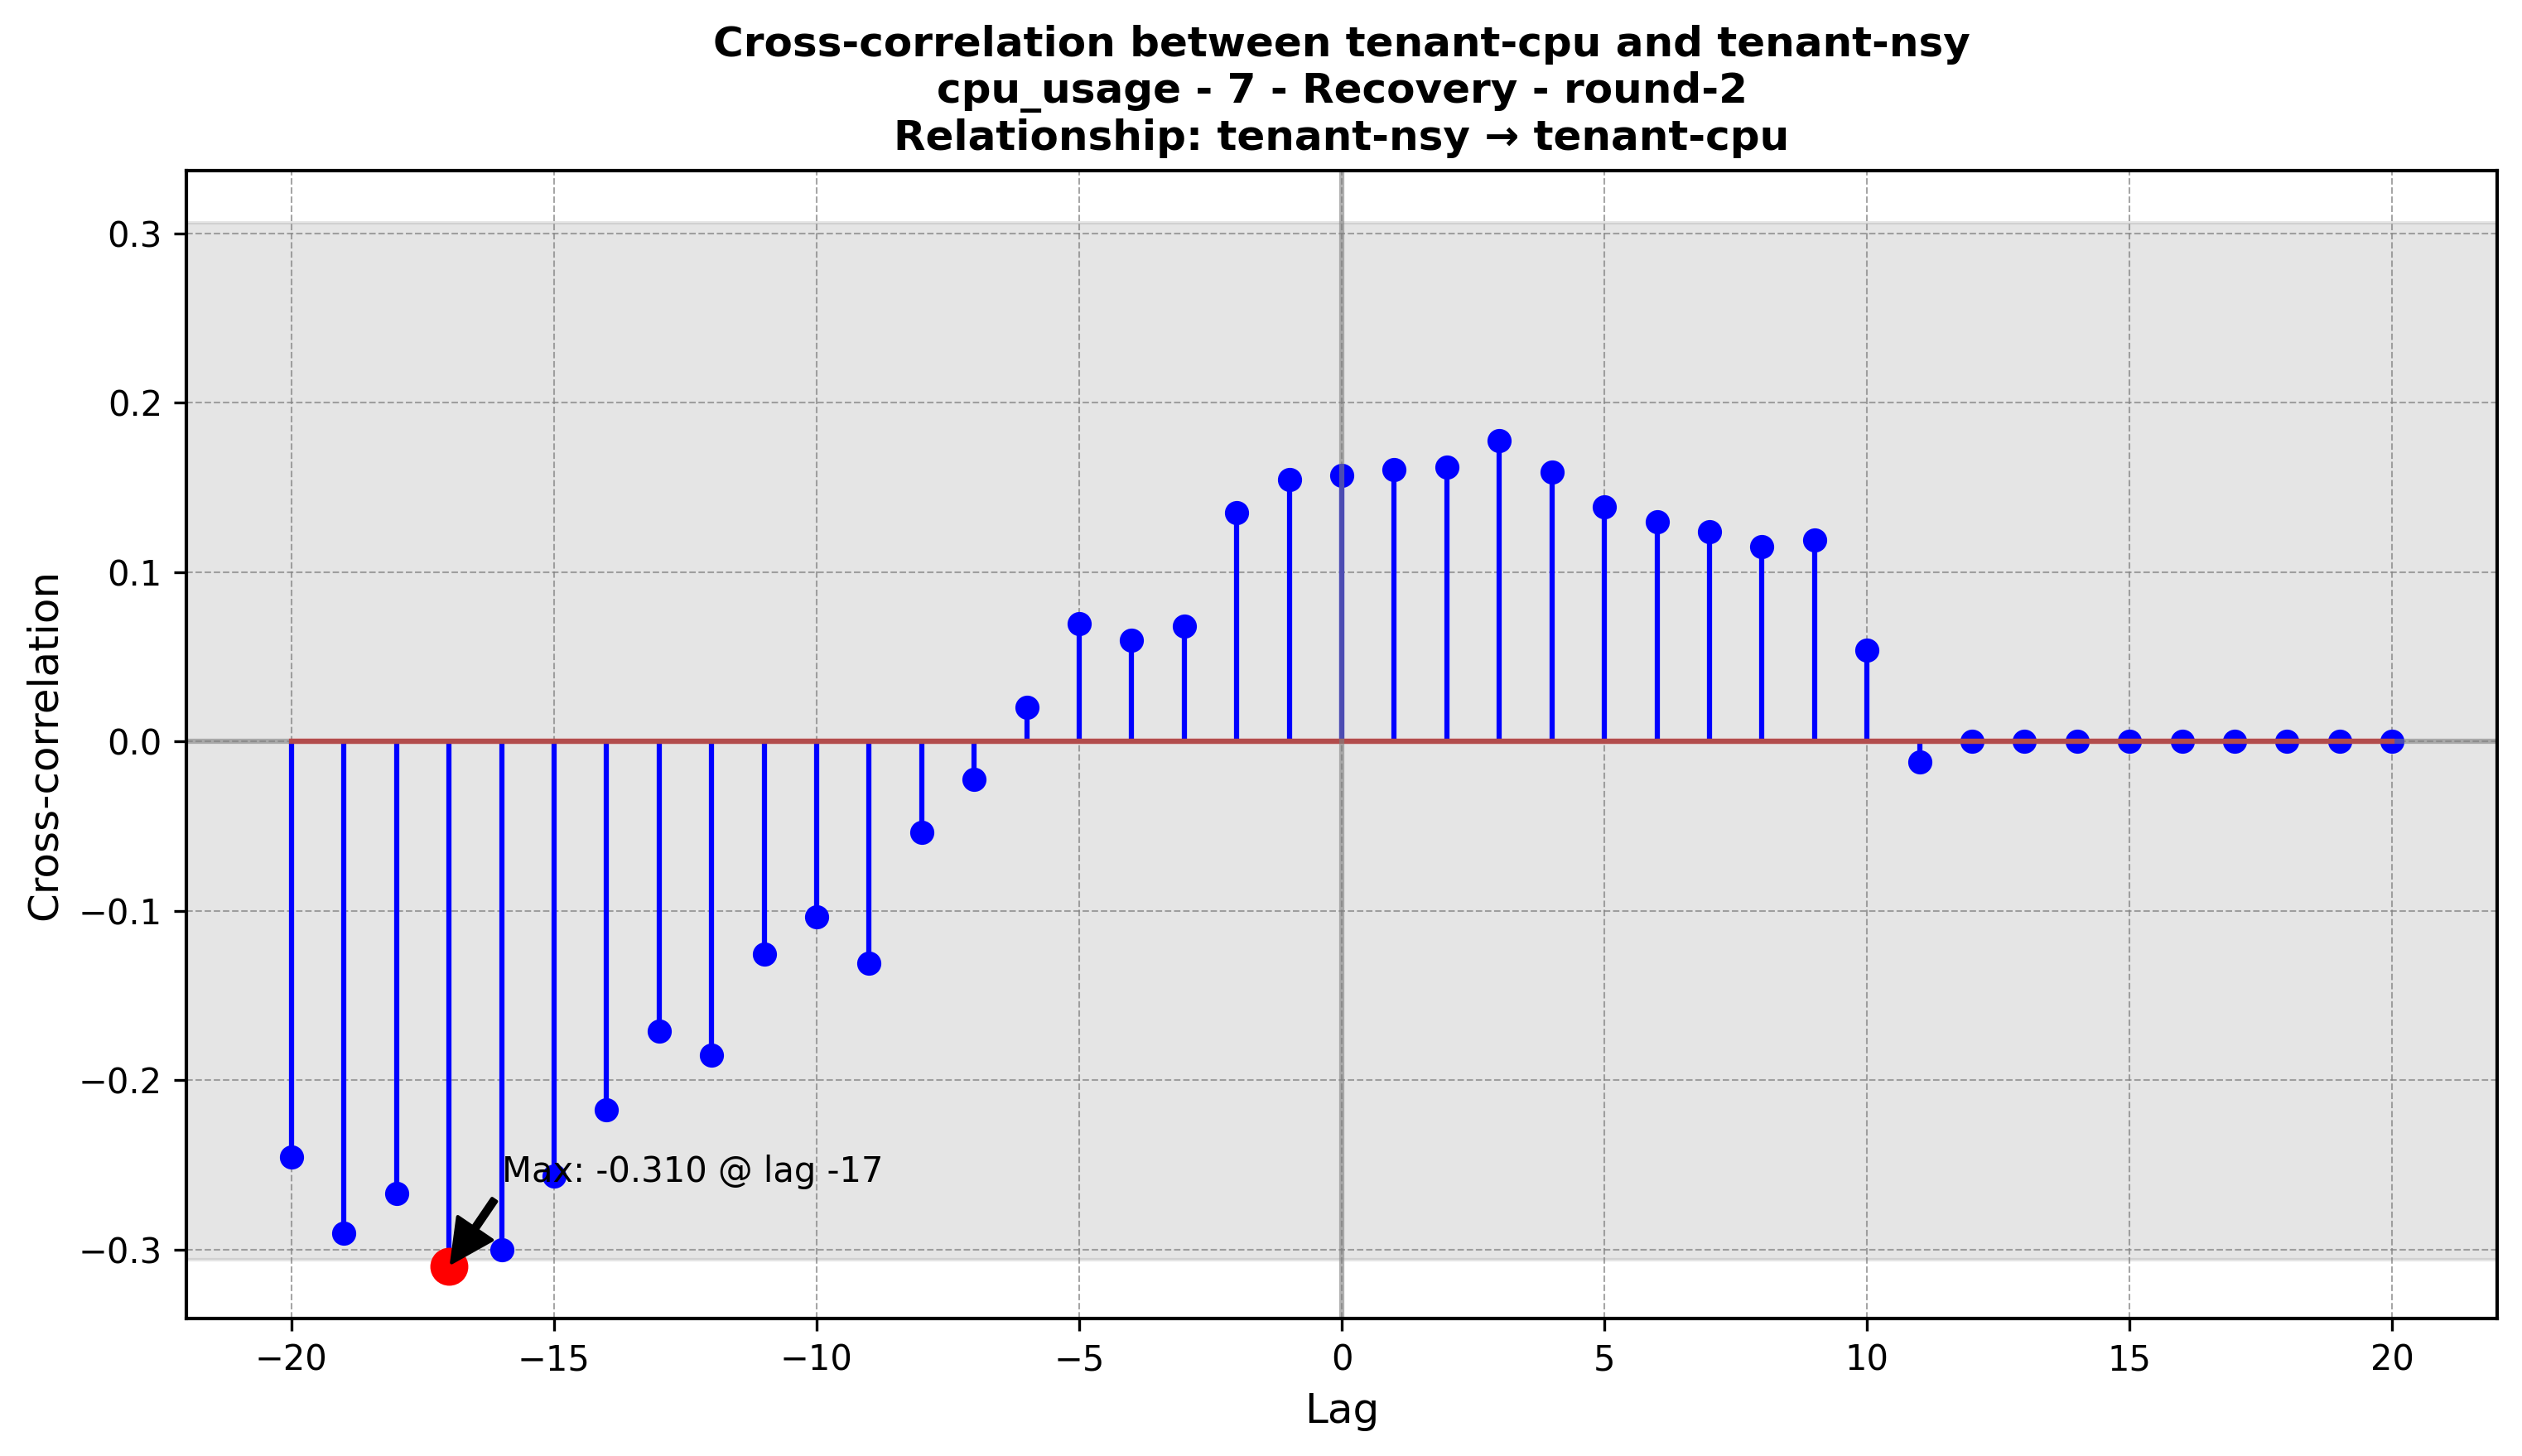 Cross-correlation between tenant-cpu and tenant-nsy
cpu_usage - 7 - Recovery - round-2
Relationship: tenant-nsy → tenant-cpu
Cross-correlation
0.3
0.2
0.1
0.0
−0.1
−0.2
−0.3
Max: -0.310 @ lag -17
−20 −15 −10 −5 0 5 10 15 20
Lag